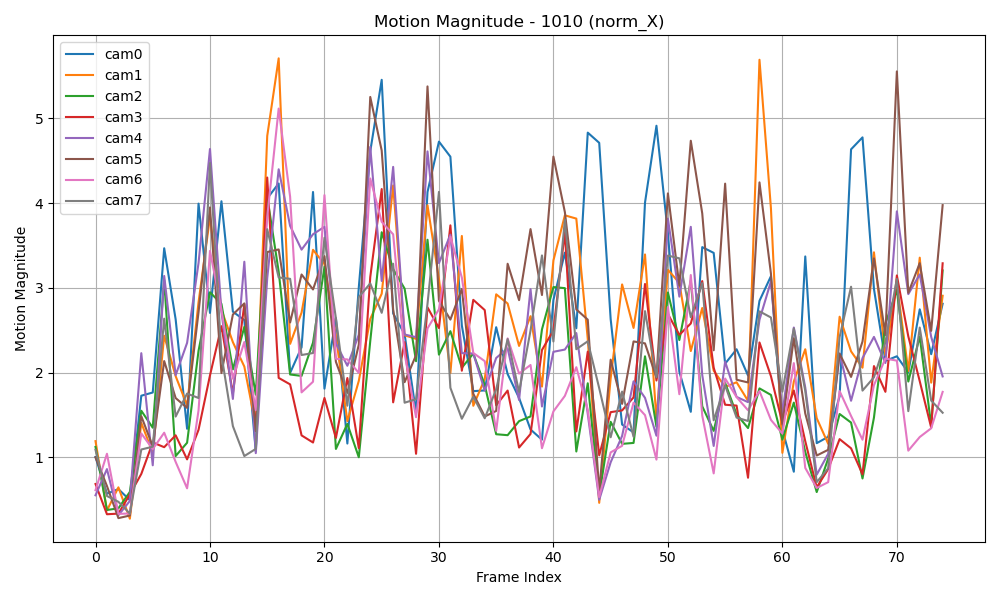 Motion Magnitude - 1010 (norm_X)
cam0
cam1
cam2
cam3
cam4
cam5
cam6
cam7
Motion Magnitude
5
4
3
2
1
0
10
20
30
40
50
60
70
Frame Index